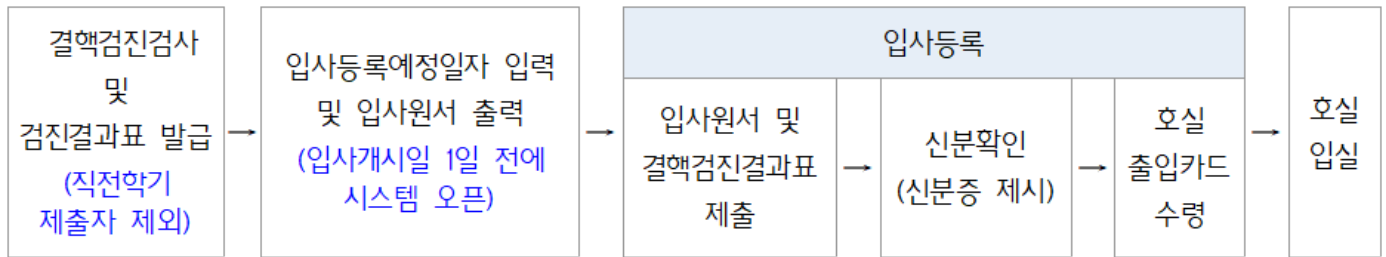 결핵검진검사
및
검진결과표 발급
(직전학기
제출자 제외)
→
입사등록예정일자 입력
및 입사원서 출력
(입사개시일 1일 전에
시스템 오픈)
→
입사등록
입사원서 및
결핵검진결과표
제출
→
신분확인
(신분증 제시)
→
호실
출입카드
수령
→
호실
입실